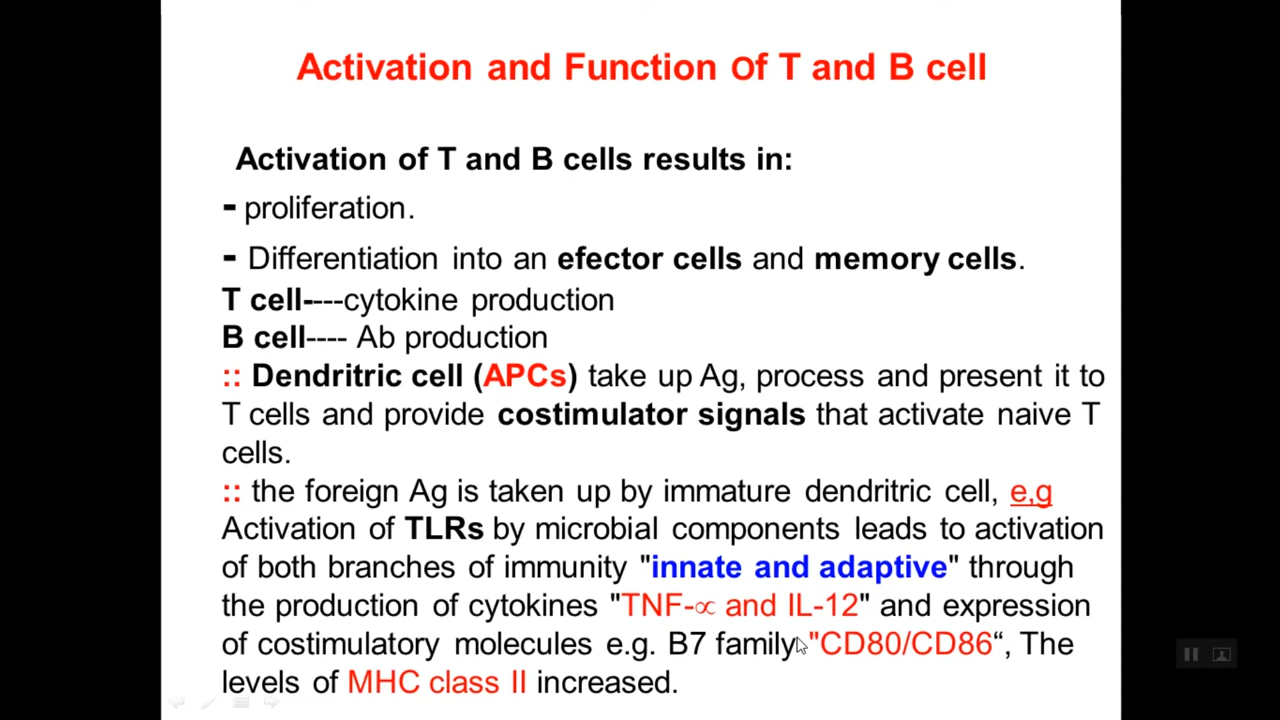 Activation and Function Of T and B cell
Activation of T and B cells results in:
- proliferation.
- Differentiation into an efector cells and memory cells.
T cell----cytokine production
B cell---- Ab production
:: Dendritric cell (APCs) take up Ag, process and present it to
T cells and provide costimulator signals that activate naive T
cells.
:: the foreign Ag is taken up by immature dendritric cell, e,g
Activation of TLRs by microbial components leads to activation
of both branches of immunity "innate and adaptive" through
the production of cytokines "TNF-∝ and IL-12" and expression
of costimulatory molecules e.g. B7 family "CD80/CD86“, The
levels of MHC class II increased.